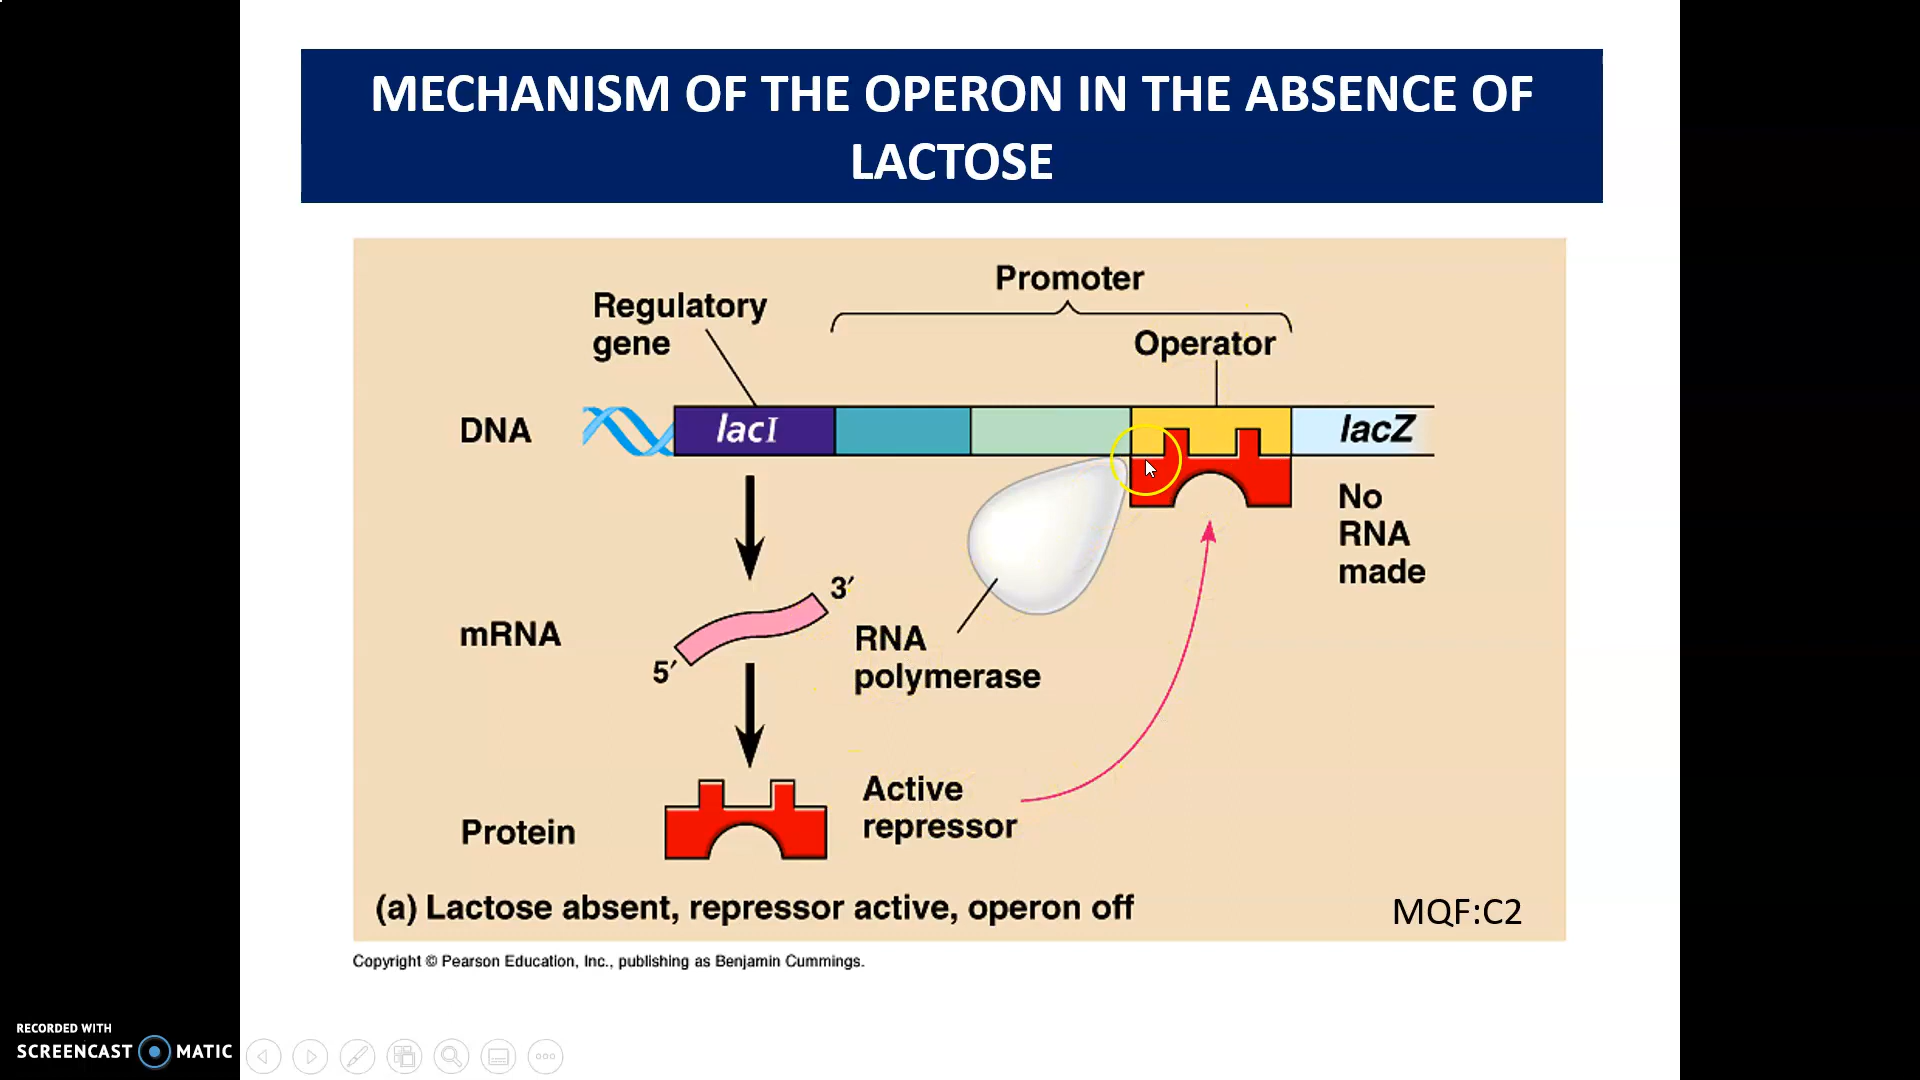 MECHANISM OF THE OPERON IN THE ABSENCE OF
LACTOSE
Promoter
Regulatory
gene
Operator
DNA
lacI
lacZ
No
RNA
made
3′
mRNA
5′
RNA
polymerase
Active
repressor
Protein
(a) Lactose absent, repressor active, operon off
MQF:C2
Copyright © Pearson Education, Inc., publishing as Benjamin Cummings.
RECORDED WITH
SCREENCAST MATIC